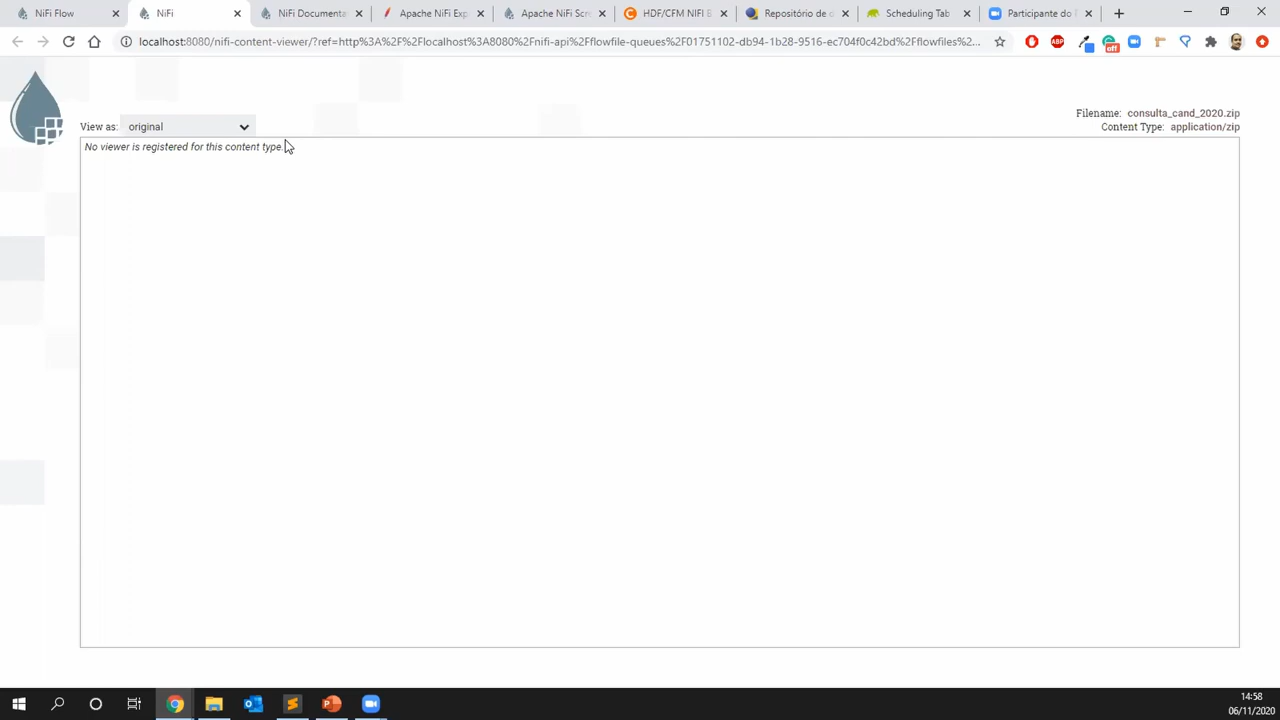 NiFi Flow
NiFi
NiFi Documenta
Apache NiFi Exp
Apache NiFi Scri
HDF/CFM NIFI B
Repositório de d
Scheduling Tab
Participante do
localhost:8080/nifi-content-viewer/?ref=http%3A%2F%2Flocalhost%3A8080%2Fnifi-api%2Fflowfile-queues%2F01751102-db94-1b28-9516-ec704f0c42bd%2Fflowfiles%2...
ABP
off
Filename: consulta_cand_2020.zip
View as: original
Content Type: application/zip
No viewer is registered for this content type.
14:58
06/11/2020